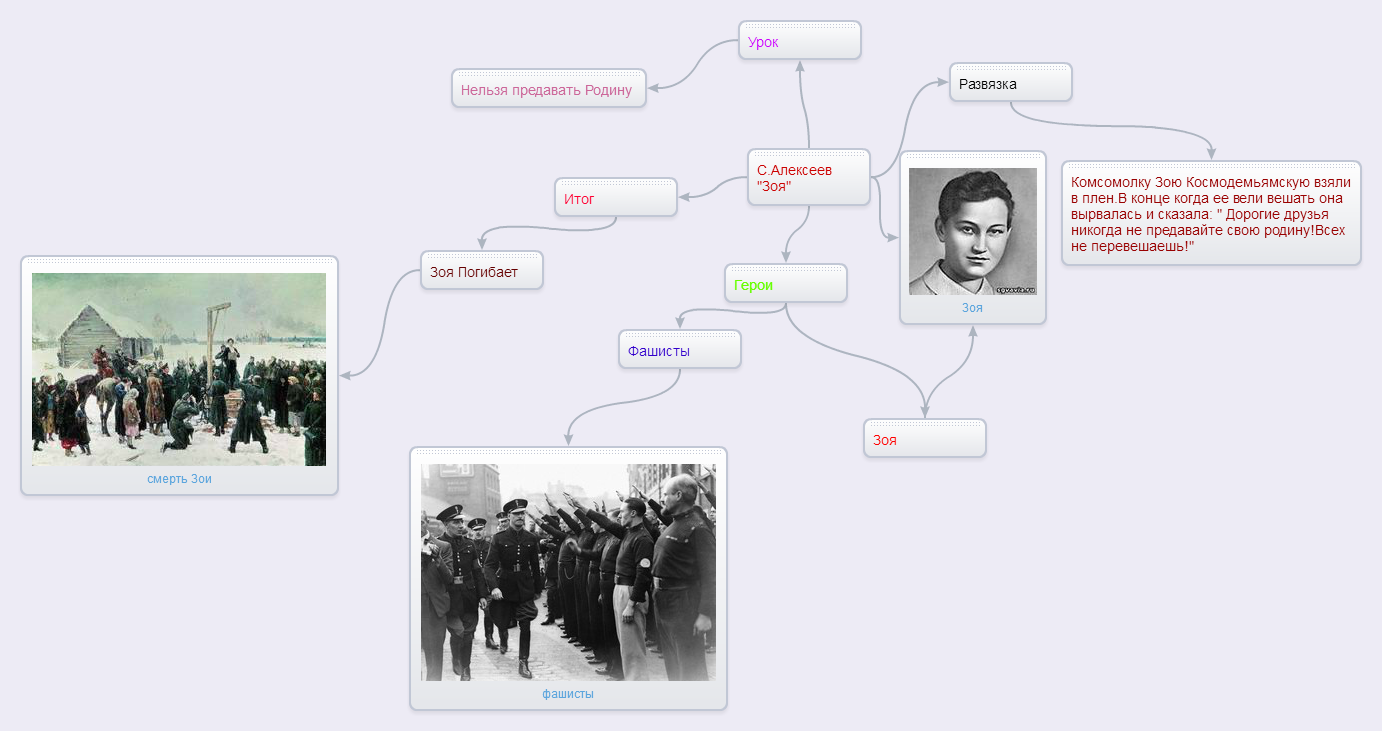 Урок
Нельзя предавать Родину
Развязка
С.Алексеев
"Зоя"
Комсомолку Зою Космодемьямскую взяли
в плен.В конце когда ее вели вешать она
вырвалась и сказала: " Дорогие друзья
никогда не предавайте свою родину!Всех
не перевешаешь!"
Итог
Зоя Погибает
Герои
sgvavia.ru
Зоя
Фашисты
Зоя
смерть Зои
фашисты